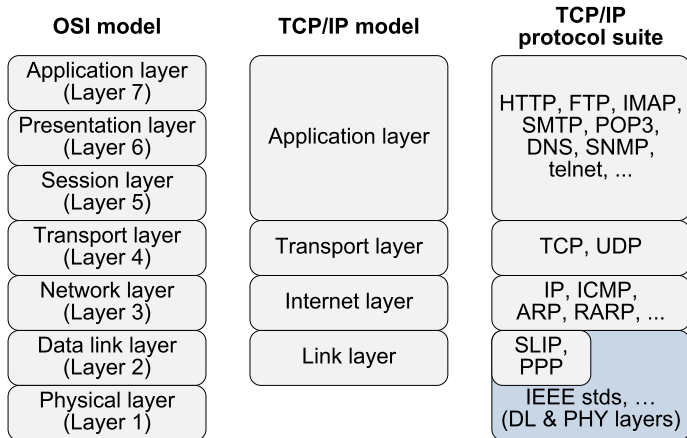 OSI model
Application layer
(Layer 7)
Presentation layer
(Layer 6)
Session layer
(Layer 5)
Transport layer
(Layer 4)
Network layer
(Layer 3)
Data link layer
(Layer 2)
Physical layer
(Layer 1)
TCP/IP model
Application layer
Transport layer
Internet layer
Link layer
TCP/IP
protocol suite
HTTP, FTP, IMAP,
SMTP, POP3,
DNS, SNMP,
telnet, ...
TCP, UDP
IP, ICMP,
ARP, RARP, ...
SLIP,
PPP
IEEE stds, …
(DL & PHY layers)